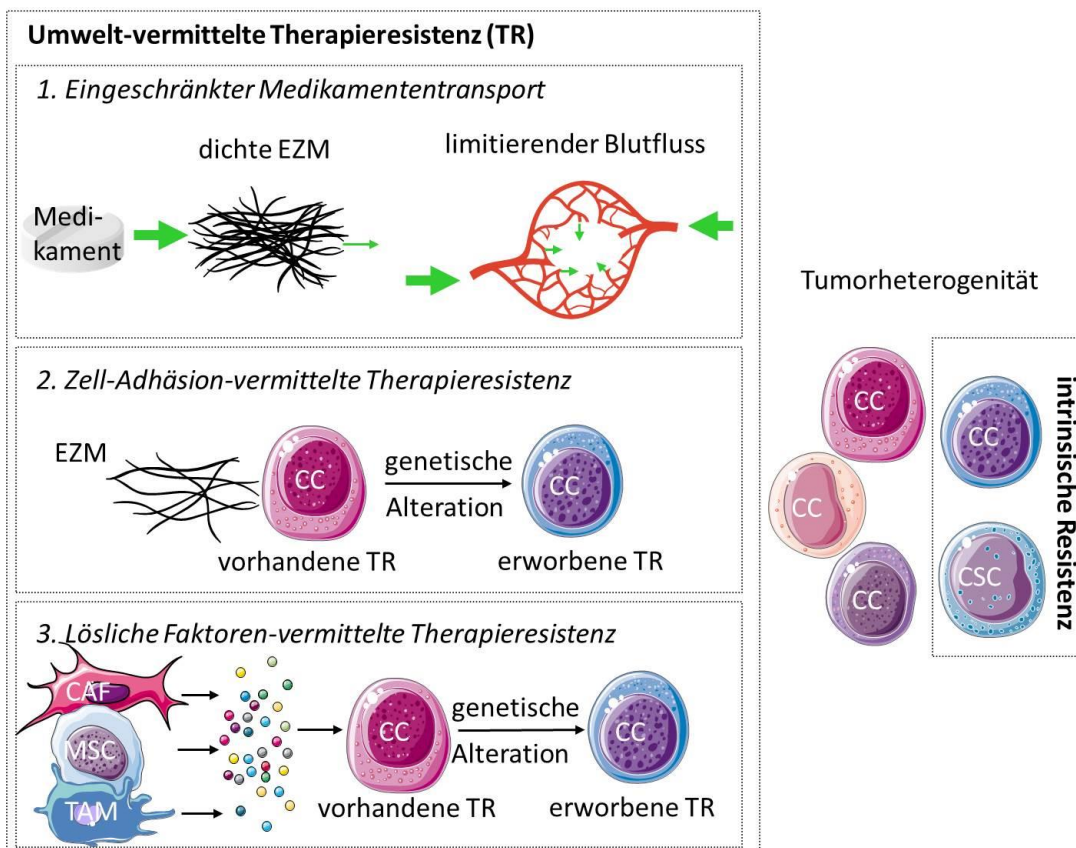 Umwelt-vermittelte Therapieresistenz (TR)
1. Eingeschränkter Medikamententransport
dichte EZM
limitierender Blutfluss
Medi-
kament
2. Zell-Adhäsion-vermittelte Therapieresistenz
EZM
CC
genetische
Alteration
CC
vorhandene TR
erworbene TR
3. Lösliche Faktoren-vermittelte Therapieresistenz
CAF
MSC
TAM
CC
genetische
Alteration
CC
vorhandene TR
erworbene TR
Tumorheterogenität
CC
CC
CC
CC
CSC
intrinsische Resistenz